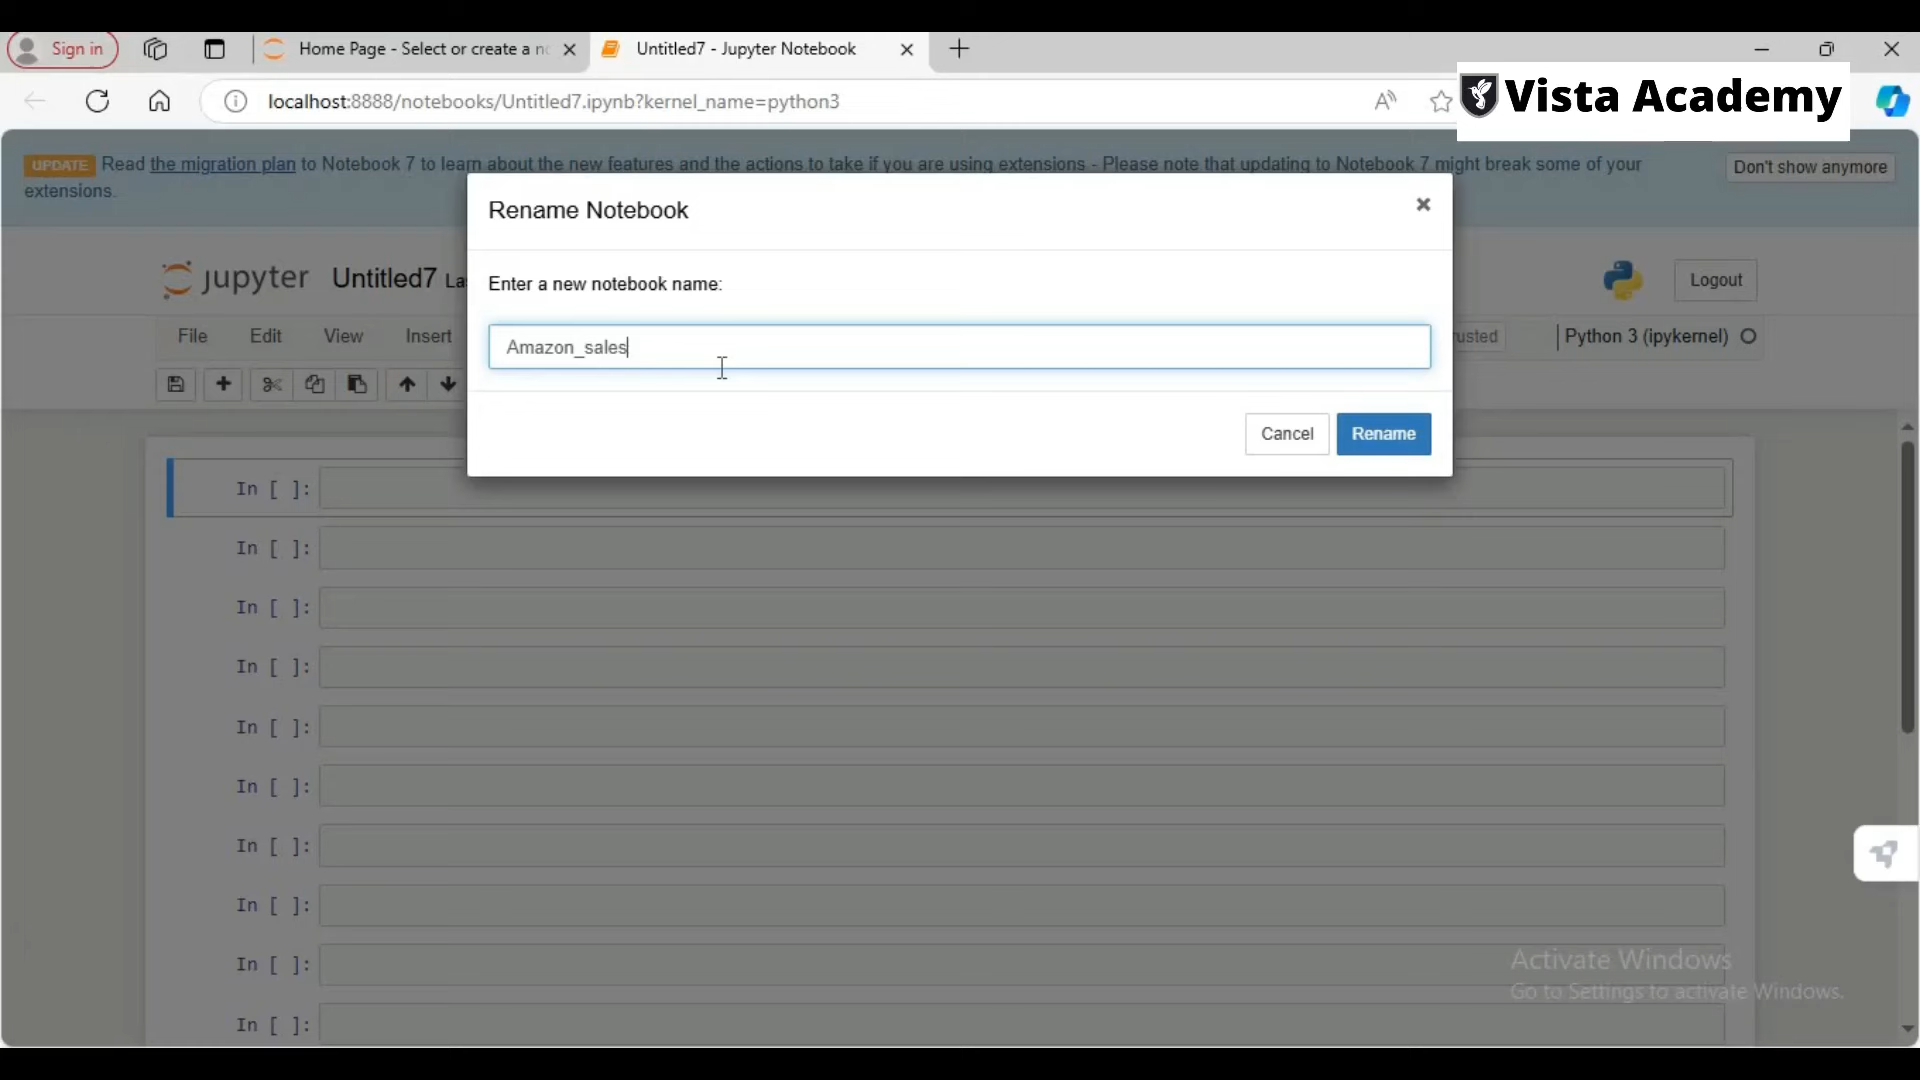 Sign in
Home Page - Select or create a n
Untitled7 - Jupyter Notebook
localhost:8888/notebooks/Untitled7.ipynb?kernel_name=python3
Vista Academy
UPDATE Read the migration plan to Notebook 7 to learn about the new features and the actions to take if you are using extensions - Please note that updating to Notebook 7 might break some of your
extensions.
Don't show anymore
Rename Notebook
Enter a new notebook name:
Amazon_sales
Cancel
Rename
jupyter Untitled7 La
Logout
File Edit View Insert
rusted
Python 3 (ipykernel)
In [ ]:
In [ ]:
In [ ]:
In [ ]:
In [ ]:
In [ ]:
In [ ]:
In [ ]:
In [ ]:
In [ ]:
Activate Windows
Go to Settings to activate Windows.